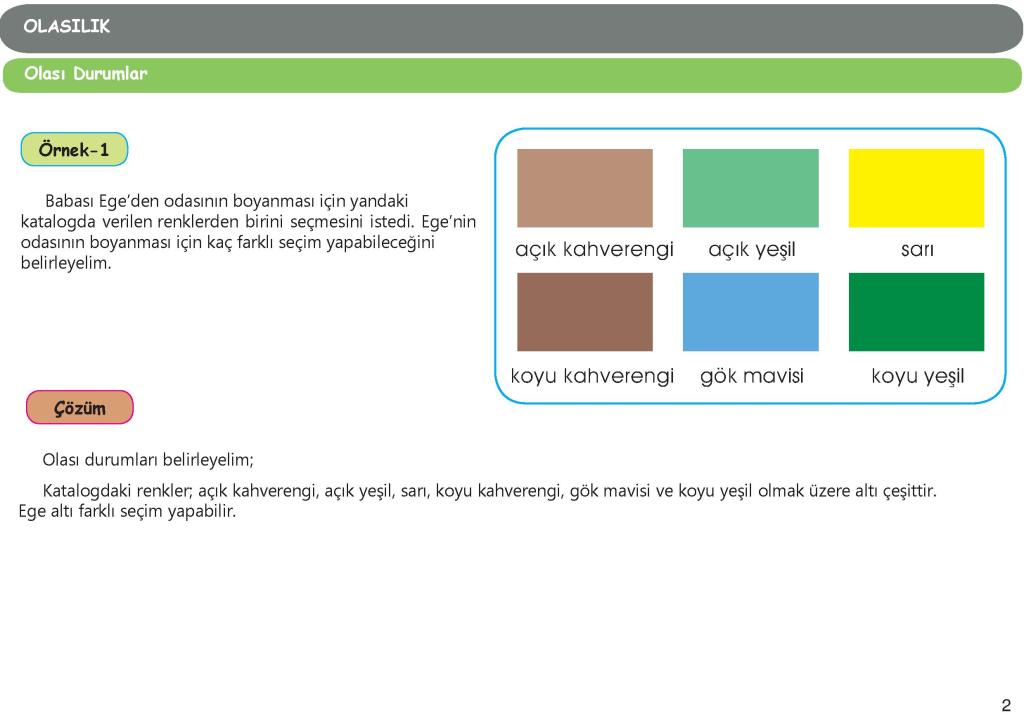 OLASILIK
Olası Durumlar
Örnek-1
Babası Ege’den odasının boyanması için yandaki
katalogda verilen renklerden birini seçmesini istedi. Ege’nin
odasının boyanması için kaç farklı seçim yapabileceğini
belirleyelim.
açık kahverengi açık yeşil sarı
koyu kahverengi gök mavisi koyu yeşil
Çözüm
Olası durumları belirleyelim;
Katalogdaki renkler; açık kahverengi, açık yeşil, sarı, koyu kahverengi, gök mavisi ve koyu yeşil olmak üzere altı çeşittir.
Ege altı farklı seçim yapabilir.
2